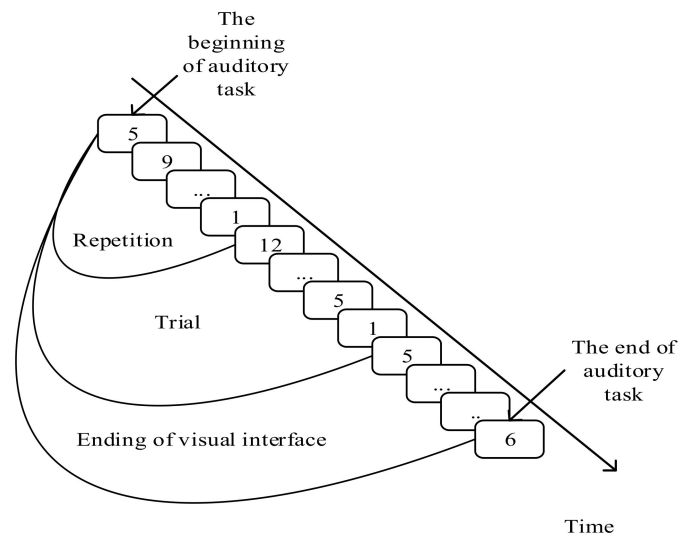 The
beginning
of auditory
task
5
9
...
1
Repetition
12
...
5
Trial
1
5
The end of
auditory
task
...
..
Ending of visual interface
6
Time